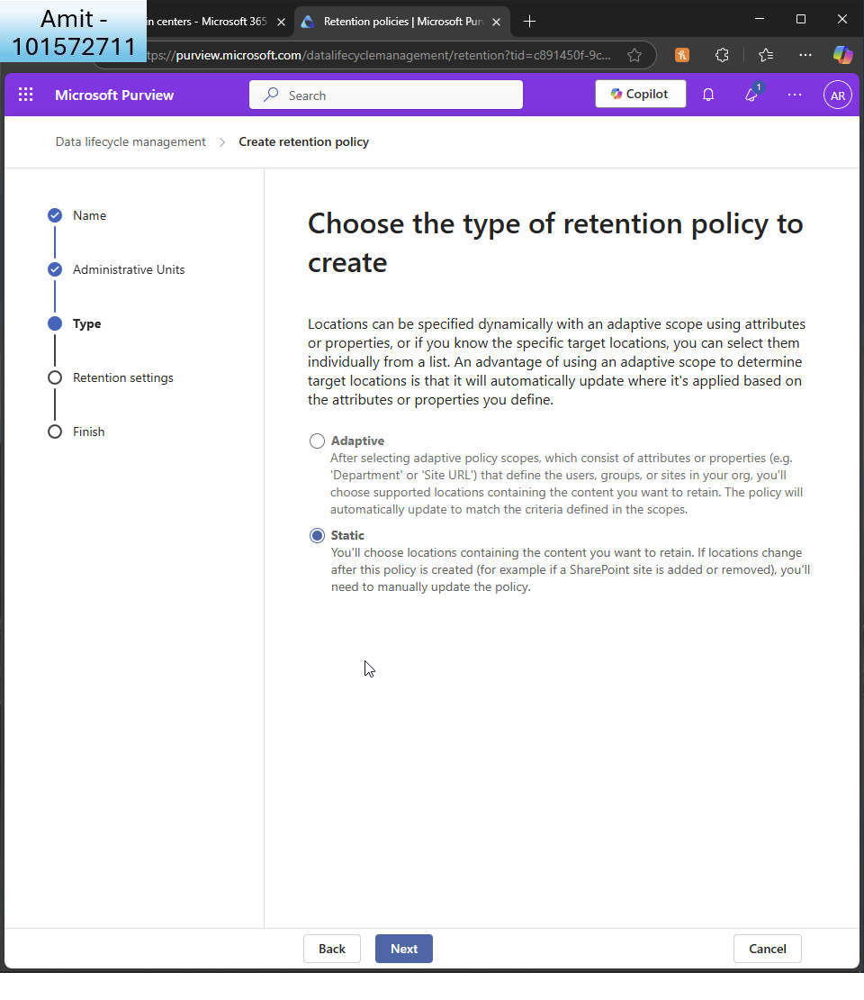 Amit -
101572711
in centers - Microsoft 365
Retention policies | Microsoft Pur
tps://purview.microsoft.com/datalifecyclemanagement/retention?tid=c891450f-9c...
Microsoft Purview
Search
Copilot
1
AR
Data lifecycle management
Create retention policy
Name
Administrative Units
Type
Retention settings
Finish
Choose the type of retention policy to
create
Locations can be specified dynamically with an adaptive scope using attributes
or properties, or if you know the specific target locations, you can select them
individually from a list. An advantage of using an adaptive scope to determine
target locations is that it will automatically update where it's applied based on
the attributes or properties you define.
Adaptive
After selecting adaptive policy scopes, which consist of attributes or properties (e.g.
'Department' or 'Site URL') that define the users, groups, or sites in your org, you'll
choose supported locations containing the content you want to retain. The policy will
automatically update to match the criteria defined in the scopes.
Static
You'll choose locations containing the content you want to retain. If locations change
after this policy is created (for example if a SharePoint site is added or removed), you'll
need to manually update the policy.
Back
Next
Cancel